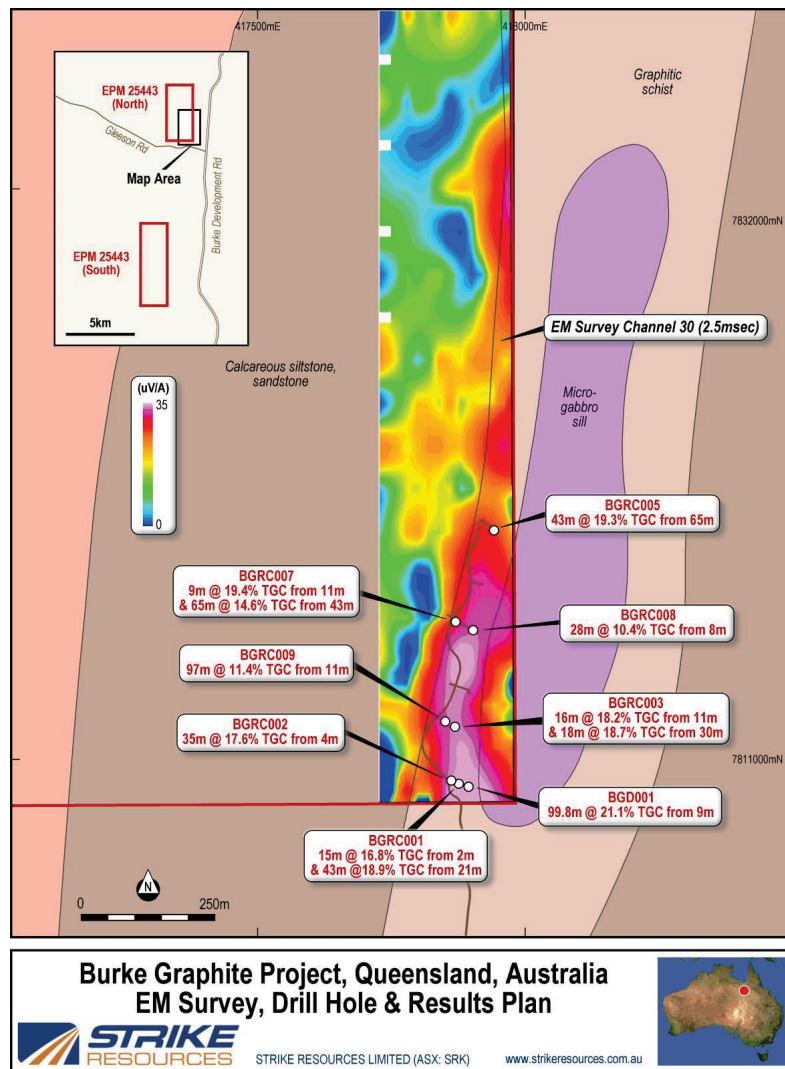 417500mE
418000mE
EPM 25443
(North)
Gleeson Rd
Map Area
Burke Development Rd
EPM 25443
(South)
5km
Graphitic
schist
7832000mN
EM Survey Channel 30 (2.5msec)
Calcareous siltstone,
sandstone
Micro-
gabbro
sill
(uV/A)
35
0
BGRC005
43m @ 19.3% TGC from 65m
BGRC007
9m @ 19.4% TGC from 11m
& 65m @ 14.6% TGC from 43m
BGRC008
28m @ 10.4% TGC from 8m
BGRC009
97m @ 11.4% TGC from 11m
BGRC003
16m @ 18.2% TGC from 11m
& 18m @ 18.7% TGC from 30m
BGRC002
35m @ 17.6% TGC from 4m
7811000mN
BGD001
99.8m @ 21.1% TGC from 9m
BGRC001
15m @ 16.8% TGC from 2m
& 43m @18.9% TGC from 21m
N
0
250m
Burke Graphite Project, Queensland, Australia
EM Survey, Drill Hole & Results Plan
STRIKE
RESOURCES
STRIKE RESOURCES LIMITED (ASX: SRK)
www.strikeresources.com.au